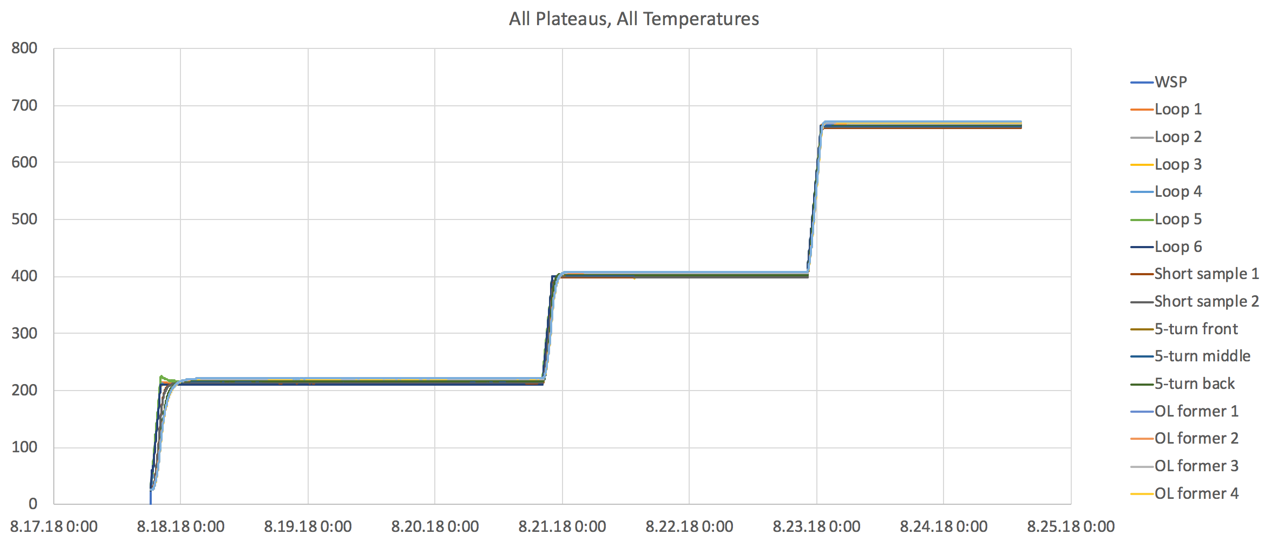 All Plateaus, All Temperatures
800
700
600
500
400
300
200
100
0
8.17.18 0:00
8.18.18 0:00
8.19.18 0:00
8.20.18 0:00
8.21.18 0:00
8.22.18 0:00
8.23.18 0:00
8.24.18 0:00
8.25.18 0:00
WSP
Loop 1
Loop 2
Loop 3
Loop 4
Loop 5
Loop 6
Short sample 1
Short sample 2
5-turn front
5-turn middle
5-turn back
OL former 1
OL former 2
OL former 3
OL former 4